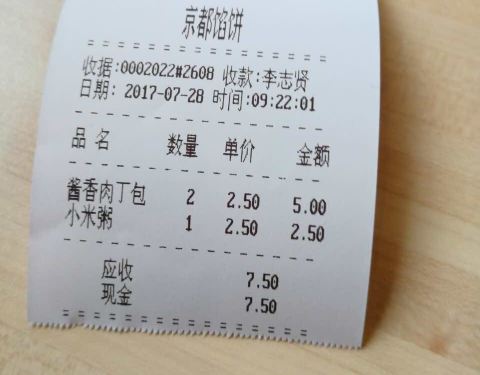 京都馅饼
收据:0002022#2608 收款:李志贤
日期: 2017-07-28 时间:09:22:01
品名 数量 单价 金额
酱香肉丁包 2 2.50 5.00
小米粥 1 2.50 2.50
应收 7.50
现金 7.50